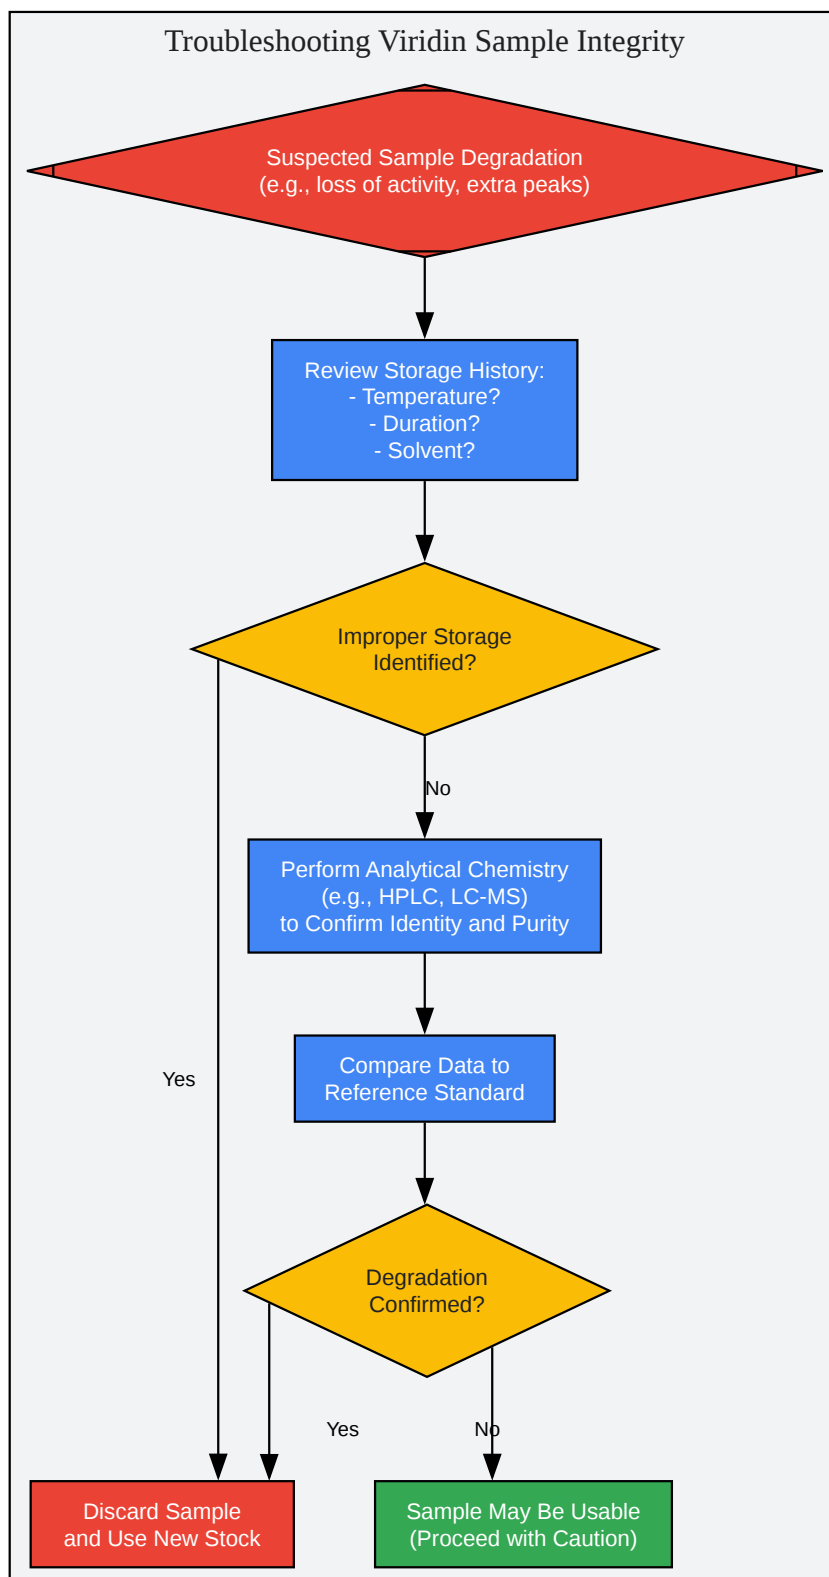 Troubleshooting Viridin Sample Integrity
Suspected Sample Degradation
(e.g., loss of activity, extra peaks)
Review Storage History:
- Temperature?
- Duration?
- Solvent?
Improper Storage
Identified?
No
Perform Analytical Chemistry
(e.g., HPLC, LC-MS)
to Confirm Identity and Purity
Compare Data to
Reference Standard
Yes
Degradation
Confirmed?
Yes
No
Discard Sample
and Use New Stock
Sample May Be Usable
(Proceed with Caution)